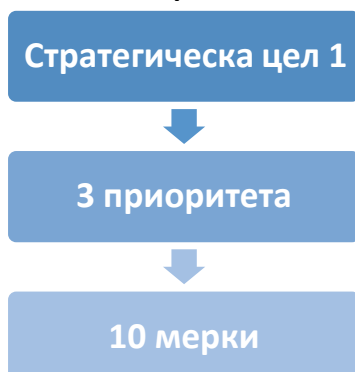 Стратегическа цел 1
3 приоритета
10 мерки